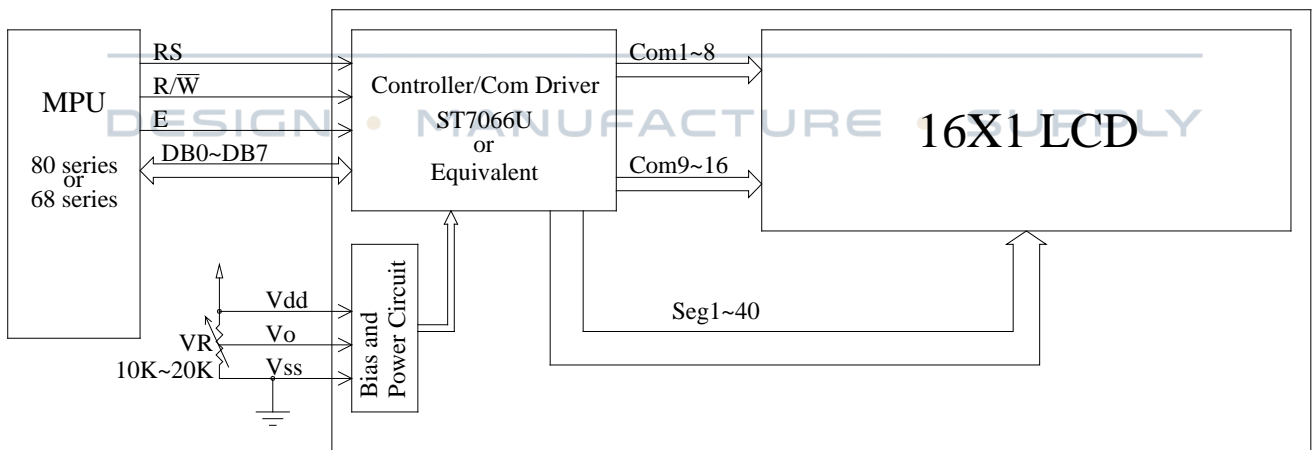 MPU
80 series
or
68 series
RS
R/W̅
E
DB0~DB7
Controller/Com Driver
ST7066U
or
Equivalent
Com1~8
Com9~16
16X1 LCD
DESIGN • MANUFACTURE • SUPPLY
Vdd
Vo
Vss
VR
10K~20K
Bias and
Power Circuit
Seg1~40